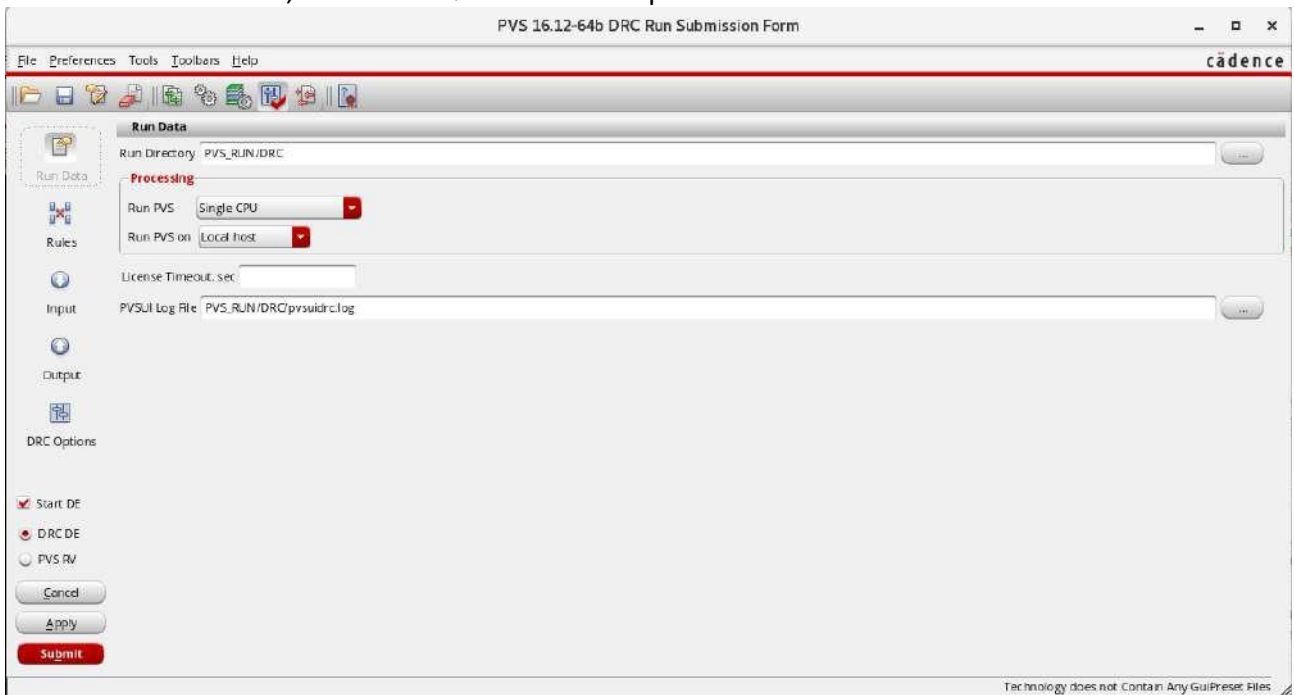 PVS 16.12-64b DRC Run Submission Form
File Preferences Tools Toolbars Help
cādence
Run Data
Run Directory PVS_RUN/DRC ...
Run Data
Processing
Run PVS Single CPU
Rules
Run PVS on Local host
License Timeout, sec
Input
PVSUI Log File PVS_RUN/DRC/pvsuidrc.log ...
Output
DRC Options
Start DE
DRC DE
PVS RV
Cancel
Apply
Submit
Technology does not Contain Any GuiPreset Files